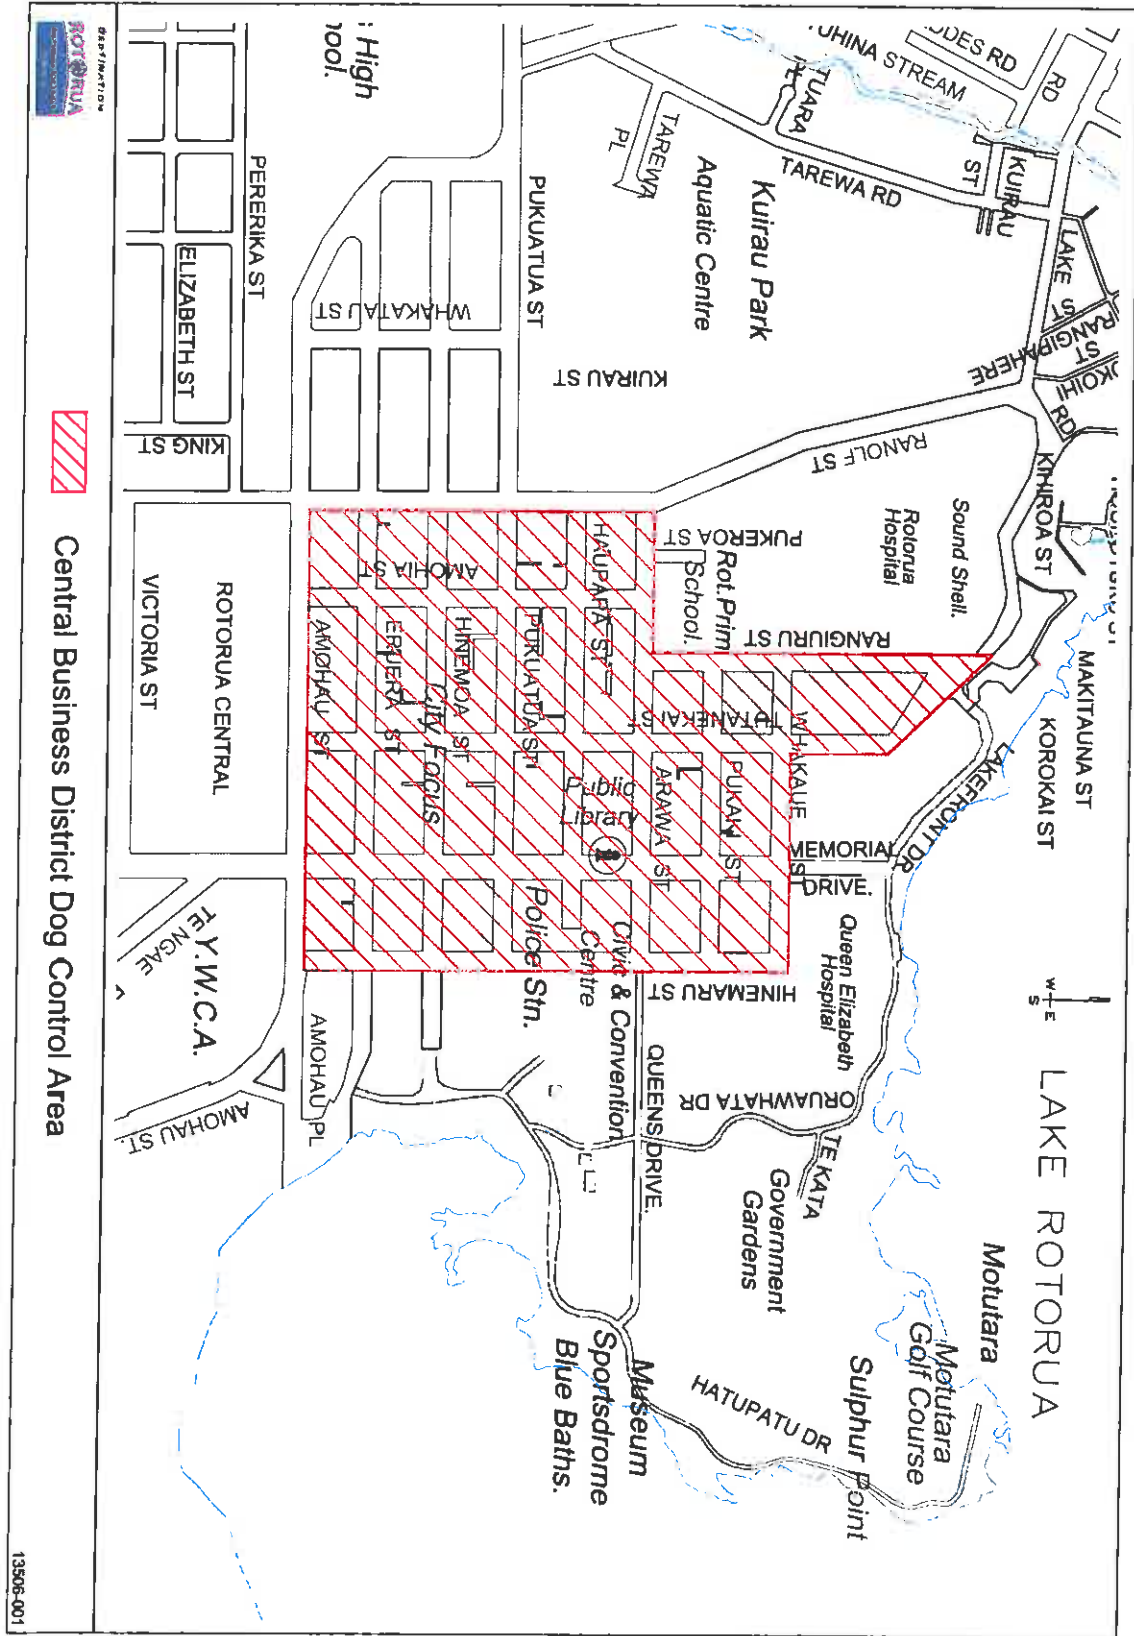 LAKE ROTORUA
W E
S
MAKITAUNA ST
KOROKAI ST
Motutara
Motutara
Golf Course
Sulphur Point
HATUPATU DR
Museum
Sportsdrome
Blue Baths.
Government
Gardens
TE KATA
ORUAWHATA DR
QUEENS DRIVE.
Queen Elizabeth
Hospital
LAKEFRONT DR
MEMORIAL
DRIVE.
HINEMARU ST
WHAKAUE
ST
RANGIURU ST
PUKEROA ST
Rot.Prim
School.
Sound Shell.
Rotorua
Hospital
KIHIROA ST
RANOLF ST
RD
RANGIPAHERE
ST
LAKE
ST
KUIRAU
ST
RD
STREAM
TAREWA RD
TAREWA
PL
Kuirau Park
Aquatic Centre
KUIRAU ST
PUKUATUA ST
WHAKATAU ST
High
PERERIKA ST
ELIZABETH ST
KING ST
HAUPAPA ST
AMOHIA ST
PUKUATUA ST
HINEMOA ST
ERUERA ST
AMOHAU ST
City Focus
TUTANEKAI ST
ARAWA ST
PUKAKI ST
Public
Library
Civic & Convention
Centre
Police Stn.
ROTORUA CENTRAL
VICTORIA ST
TE NGAE
Y.W.C.A.
AMOHAU PL
AMOHAU ST.
DESTINATION
ROTORUA
Central Business District Dog Control Area
13506-001